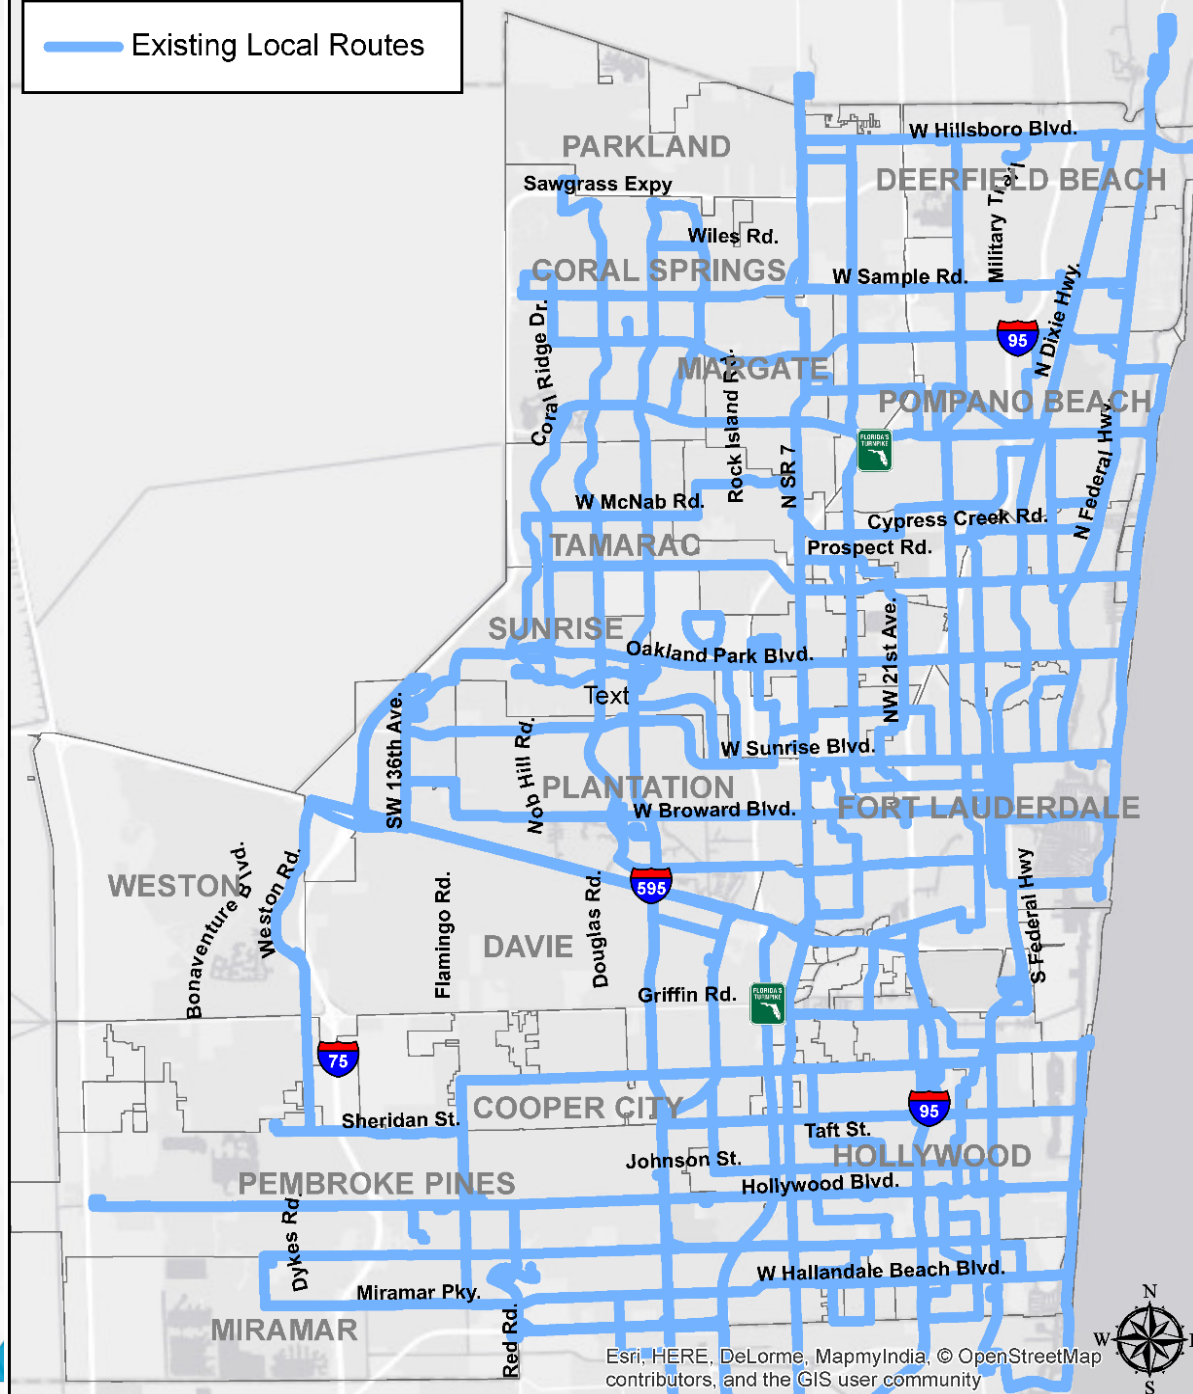 Existing Local Routes
W Hillsboro Blvd.
PARKLAND
DEERFIELD BEACH
Sawgrass Expy
Military Trail
Wiles Rd.
CORAL SPRINGS
W Sample Rd.
N Dixie Hwy.
95
Coral Ridge Dr.
MARGATE
Rock Island Rd.
POMPANO BEACH
FLORIDA'S
TURNPIKE
N SR 7
N Federal Hwy.
W McNab Rd.
Cypress Creek Rd.
TAMARAC
Prospect Rd.
SUNRISE
Oakland Park Blvd.
NW 21st Ave.
Text
SW 136th Ave.
Nob Hill Rd.
W Sunrise Blvd.
PLANTATION
W Broward Blvd.
FORT LAUDERDALE
WESTON
Bonaventure Blvd.
Weston Rd.
595
Flamingo Rd.
Douglas Rd.
S Federal Hwy
DAVIE
Griffin Rd.
FLORIDA'S
TURNPIKE
75
COOPER CITY
95
Sheridan St.
Taft St.
Johnson St.
HOLLYWOOD
PEMBROKE PINES
Hollywood Blvd.
Dykes Rd.
W Hallandale Beach Blvd.
Miramar Pky.
MIRAMAR
Red Rd.
N
W
S
Esri, HERE, DeLorme, MapmyIndia, © OpenStreetMap
contributors, and the GIS user community